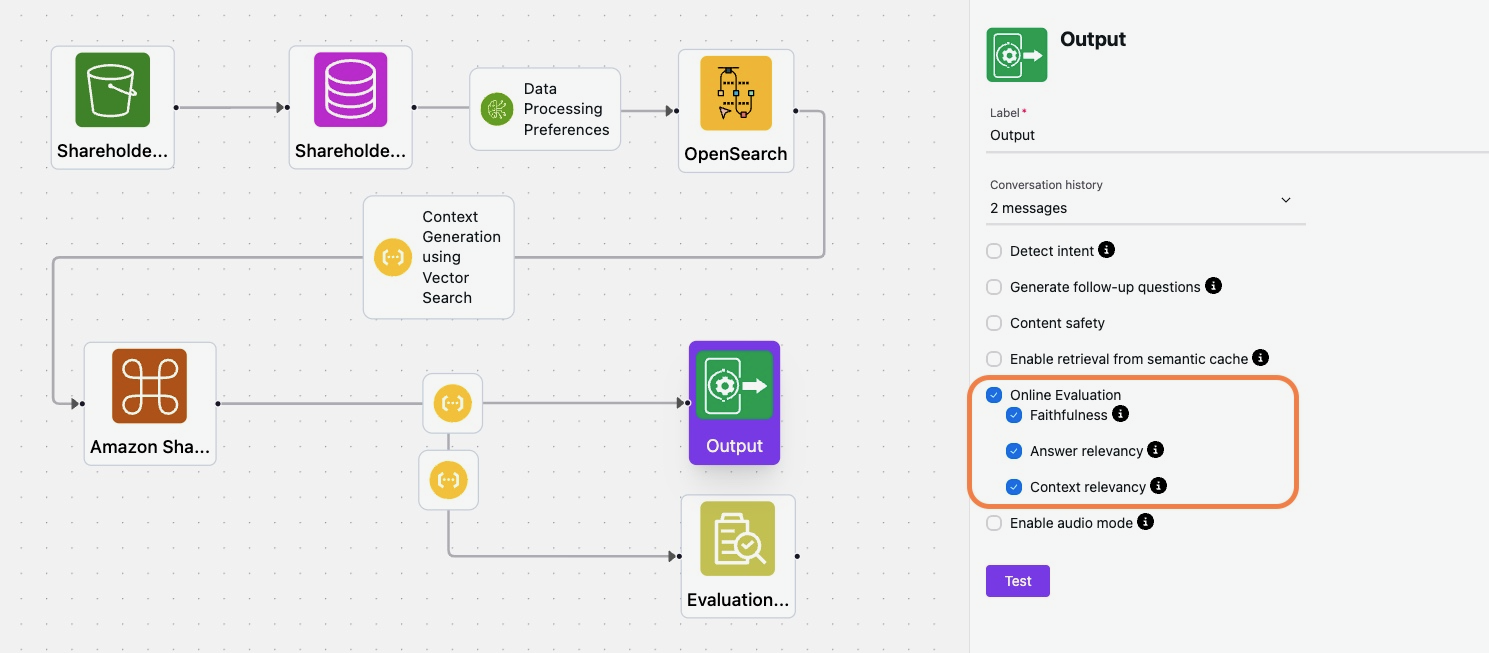 Shareholde...
Shareholde...
Data
Processing
Preferences
OpenSearch
Context
Generation
using
Vector
Search
Amazon Sha...
Output
Evaluation...
Output
Label*
Output
Conversation history
2 messages
Detect intent
Generate follow-up questions
Content safety
Enable retrieval from semantic cache
Online Evaluation
Faithfulness
Answer relevancy
Context relevancy
Enable audio mode
Test